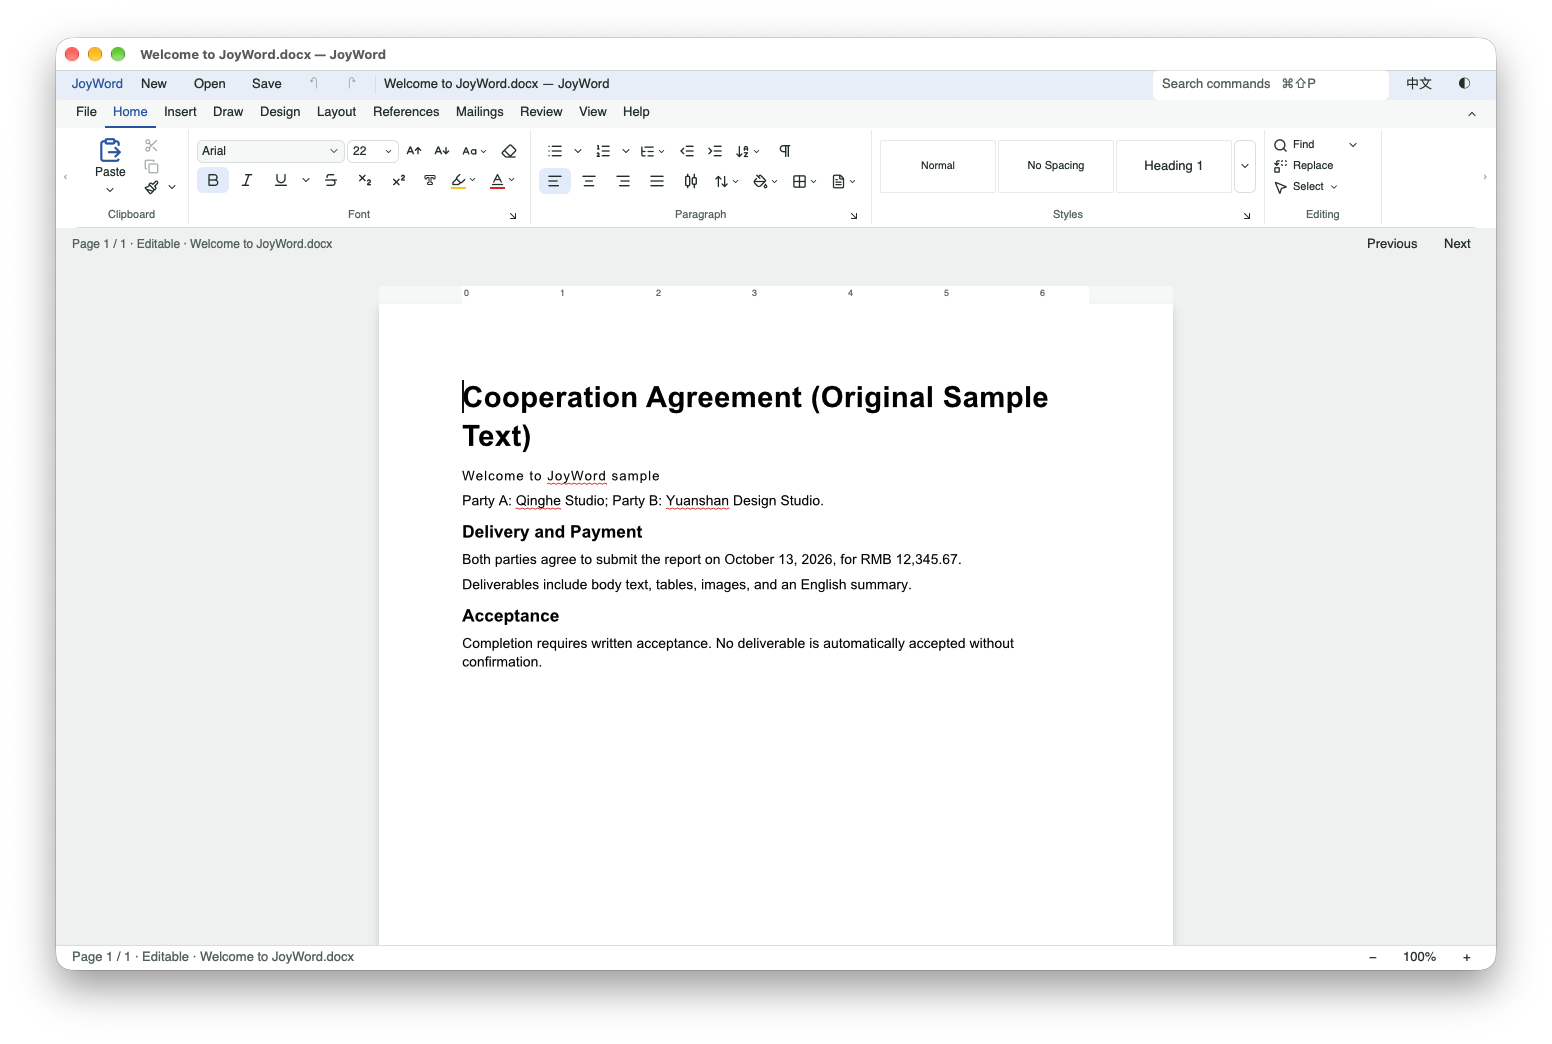 Welcome to JoyWord.docx — JoyWord
JoyWord New Open Save Welcome to JoyWord.docx — JoyWord Search commands ⌘⇧P 中文
File Home Insert Draw Design Layout References Mailings Review View Help
Paste
Clipboard
Arial 22
Font
Paragraph
Normal No Spacing Heading 1
Styles
Find
Replace
Select
Editing
Page 1 / 1 · Editable · Welcome to JoyWord.docx Previous Next
0 1 2 3 4 5 6
Cooperation Agreement (Original Sample
Text)
Welcome to JoyWord sample
Party A: Qinghe Studio; Party B: Yuanshan Design Studio.
Delivery and Payment
Both parties agree to submit the report on October 13, 2026, for RMB 12,345.67.
Deliverables include body text, tables, images, and an English summary.
Acceptance
Completion requires written acceptance. No deliverable is automatically accepted without
confirmation.
Page 1 / 1 · Editable · Welcome to JoyWord.docx − 100% +